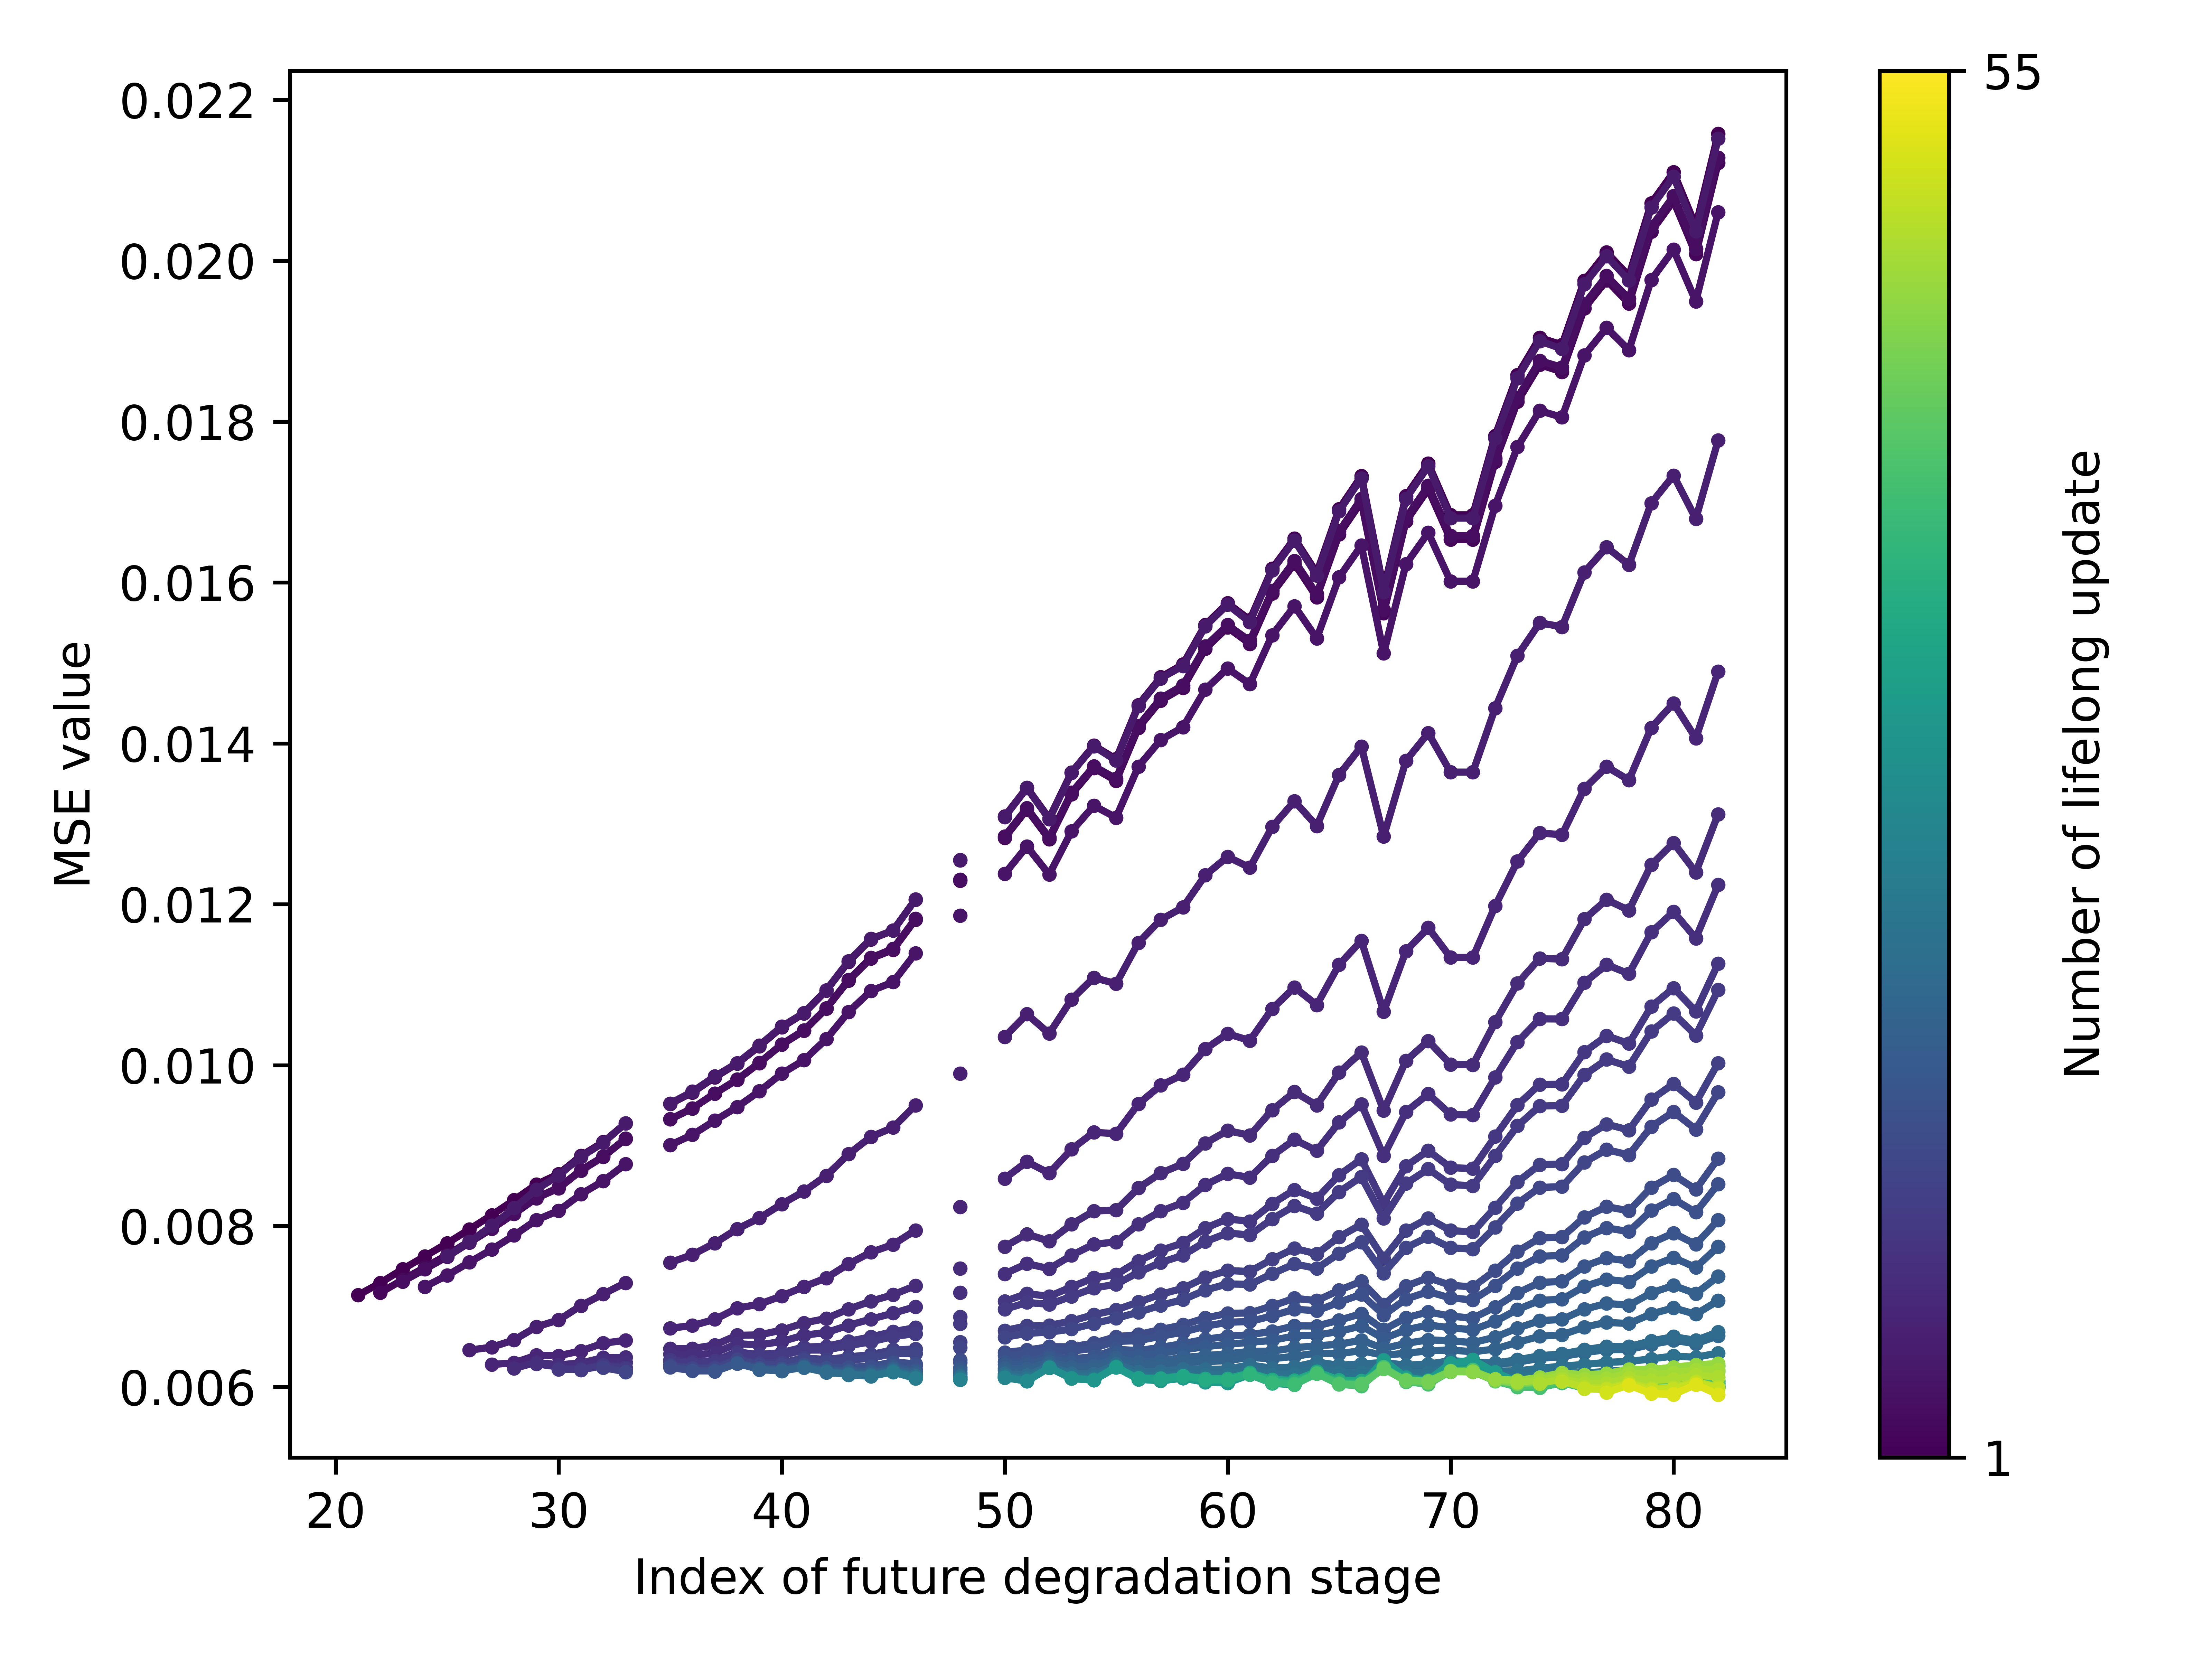 0.022
0.020
0.018
0.016
0.014
0.012
0.010
0.008
0.006
MSE value
20 30 40 50 60 70 80
Index of future degradation stage
55
1
Number of lifelong update